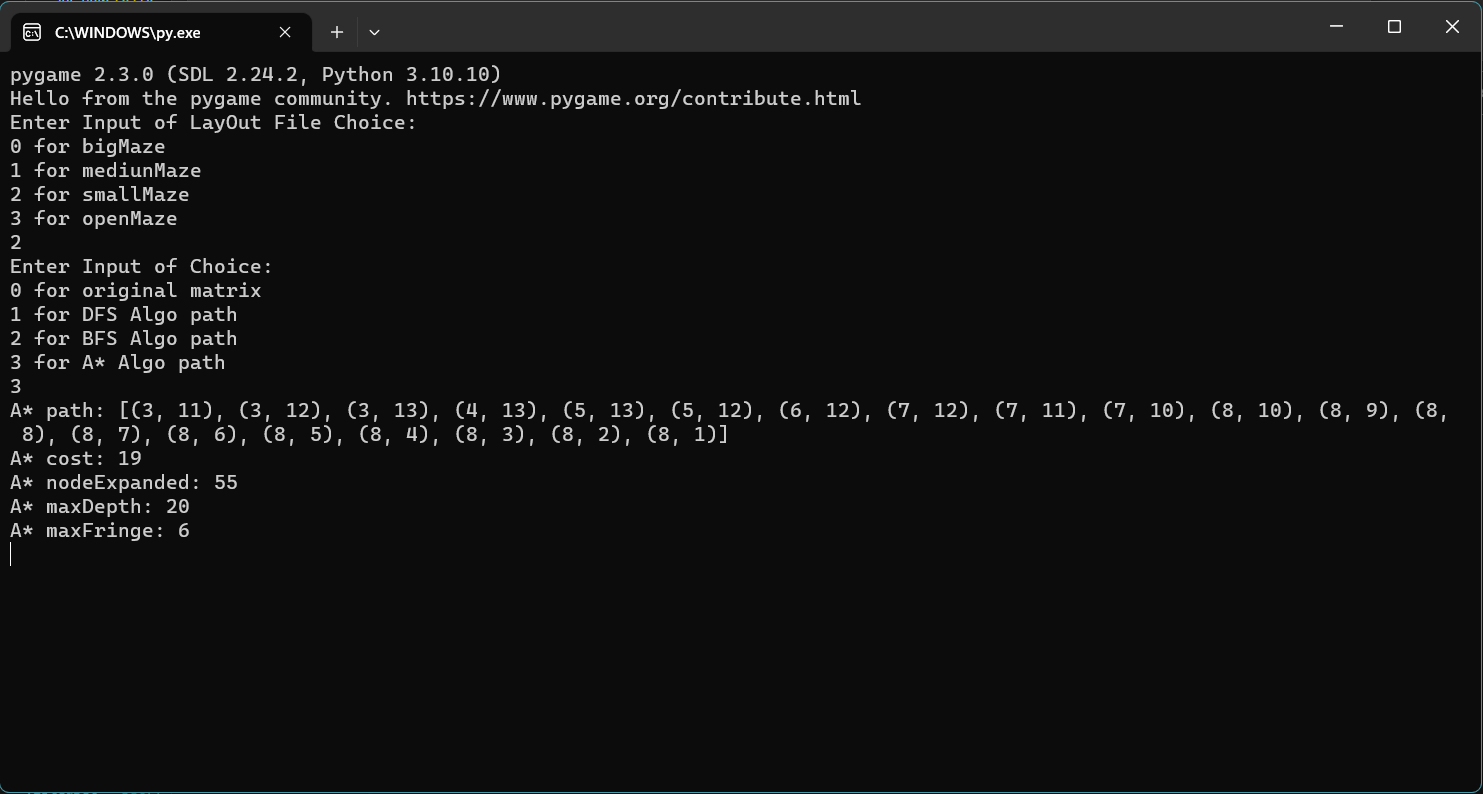 C:\WINDOWS\py.exe
pygame 2.3.0 (SDL 2.24.2, Python 3.10.10)
Hello from the pygame community. https://www.pygame.org/contribute.html
Enter Input of LayOut File Choice:
0 for bigMaze
1 for mediunMaze
2 for smallMaze
3 for openMaze
2
Enter Input of Choice:
0 for original matrix
1 for DFS Algo path
2 for BFS Algo path
3 for A* Algo path
3
A* path: [(3, 11), (3, 12), (3, 13), (4, 13), (5, 13), (5, 12), (6, 12), (7, 12), (7, 11), (7, 10), (8, 10), (8, 9), (8,
 8), (8, 7), (8, 6), (8, 5), (8, 4), (8, 3), (8, 2), (8, 1)]
A* cost: 19
A* nodeExpanded: 55
A* maxDepth: 20
A* maxFringe: 6